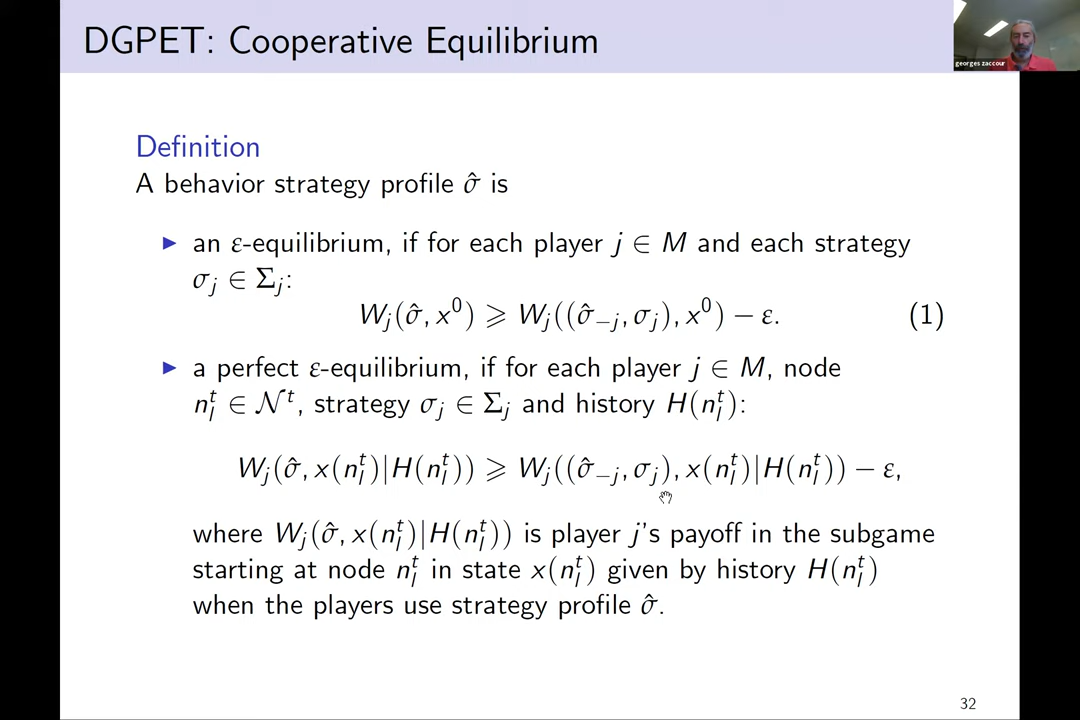 DGPET: Cooperative Equilibrium
georges zaccour
Definition
A behavior strategy profile σ̂ is
▶ an ε-equilibrium, if for each player j ∈ M and each strategy
σ_j ∈ Σ_j:
W_j(σ̂, x^0) ⩾ W_j((σ̂_{−j}, σ_j), x^0) − ε. (1)
▶ a perfect ε-equilibrium, if for each player j ∈ M, node
n_l^t ∈ 𝒩^t, strategy σ_j ∈ Σ_j and history H(n_l^t):
W_j(σ̂, x(n_l^t)|H(n_l^t)) ⩾ W_j((σ̂_{−j}, σ_j), x(n_l^t)|H(n_l^t)) − ε,
where W_j(σ̂, x(n_l^t)|H(n_l^t)) is player j's payoff in the subgame
starting at node n_l^t in state x(n_l^t) given by history H(n_l^t)
when the players use strategy profile σ̂.
32